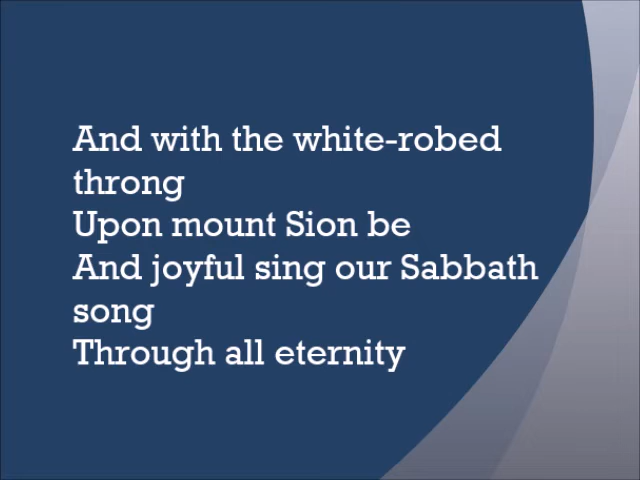 And with the white-robed
throng
Upon mount Sion be
And joyful sing our Sabbath
song
Through all eternity